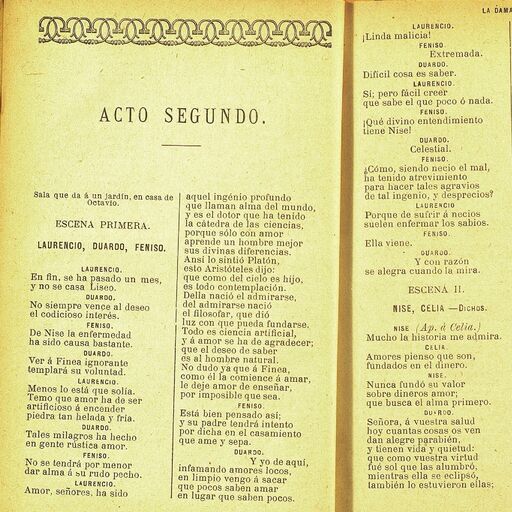 ACTO SEGUNDO.
Sala que da á un jardín, en casa de
Octavio.
ESCENA PRIMERA.
LAURENCIO, DUARDO, FENISO.
LAURENCIO.
En fin, se ha pasado un mes,
y no se casa Lisco.
DUARDO.
No siempre vence al deseo
el codicioso interés.
FENISO.
De Nise la enfermedad
ha sido causa bastante.
DUARDO.
Ver á Finea ignorante
templará su voluntad.
LAURENCIO.
Menos lo está que solía.
Temo que amor ha de ser
artificioso á encender
piedra tan helada y fría.
DUARDO.
Tales milagros ha hecho
en gente rústica amor.
FENISO.
No se tendrá por menor
dar alma á su rudo pecho.
LAURENCIO.
Amor, señores, ha sido
aquel ingénio profundo
que llaman alma del mundo,
y es el dotor que ha tenido
la cátedra de las ciencias,
porque sólo con amor
aprende un hombre mejor
sus divinas diferencias.
Ansí lo sintió Platón,
esto Aristóteles dijo:
que como del cielo es hijo,
es todo contemplación.
Della nació el admirarse,
del admirarse nació
el filosofar, que dió
luz con que pueda fundarse.
Todo es ciencia artificial,
y á amor se ha de agradecer;
que el deseo de saber
es al hombre natural.
No dudo ya que á Finea,
como él la comience á amar,
le deje amor de enseñar,
por imposible que sea.
FENISO.
Está bien pensado así;
y su padre tendrá intento
por dicha en el casamiento
que ame y sepa.
DUARDO.
Y yo de aquí,
infamando amores locos,
en limpio vengo á sacar
que pocos saben amar
en lugar que saben pocos.
LA DAMA
LAURENCIO.
¡Linda malicia!
FENISO.
Extremada.
DUARDO.
Difícil cosa es saber.
LAURENCIO.
Sí; pero fácil creer
que sabe el que poco ó nada.
FENISO.
¡Qué divino entendimiento
tiene Nise!
DUARDO.
Celestial.
FENISO.
¿Cómo, siendo necio el mal,
ha tenido atrevimiento
para hacer tales agravios
de tal ingenio, y desprecios?
LAURENCIO
Porque de sufrir á necios
suelen enfermar los sabios.
FENISO.
Ella viene.
DUARDO.
Y con razón
se alegra cuando la mira.
ESCENA II.
NISE, CELIA —DICHOS.
NISE (Ap. á Celia.)
Mucho la historia me admira.
CELIA.
Amores pienso que son,
fundados en el dinero.
NISE.
Nunca fundó su valor
sobre dineros amor;
que busca el alma primero.
DUARDO.
Señora, á vuestra salud
hoy cuantas cosas os ven
dan alegre parabién,
y tienen vida y quietud:
que como vuestra virtud
fué sol que las alumbró,
mientras ella se eclipsó,
también lo estuvieron ellas;